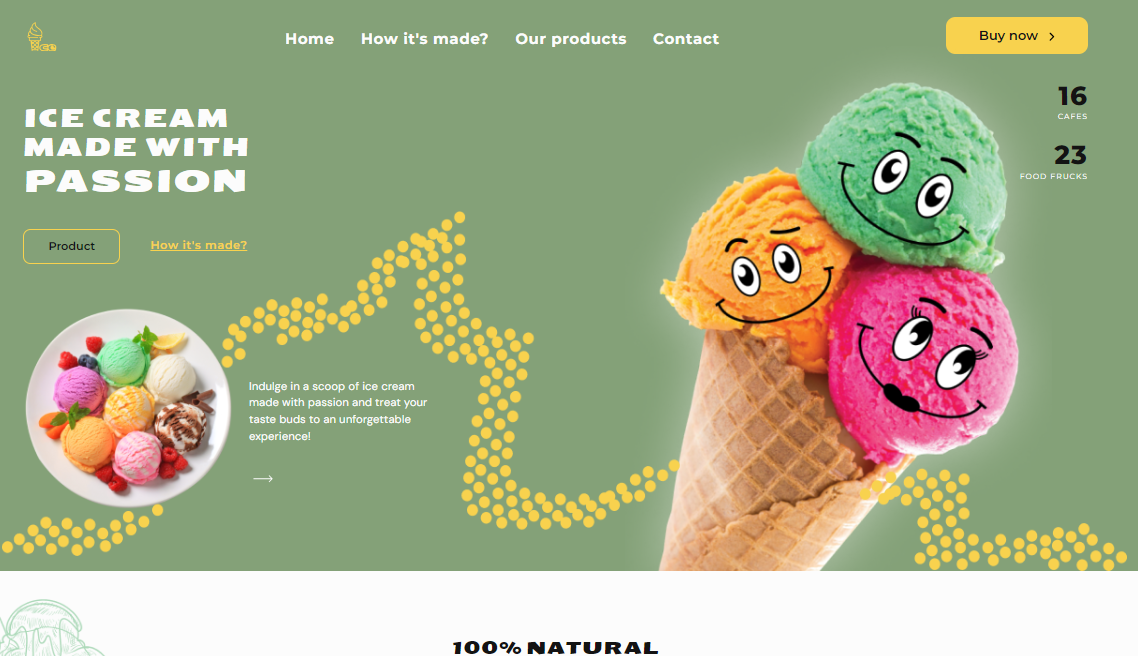 ice
Home
How it's made?
Our products
Contact
Buy now
16
CAFES
23
FOOD FRUCKS
ICE CREAM
MADE WITH
PASSION
Product
How it's made?
Indulge in a scoop of ice cream
made with passion and treat your
taste buds to an unforgettable
experience!
100% NATURAL